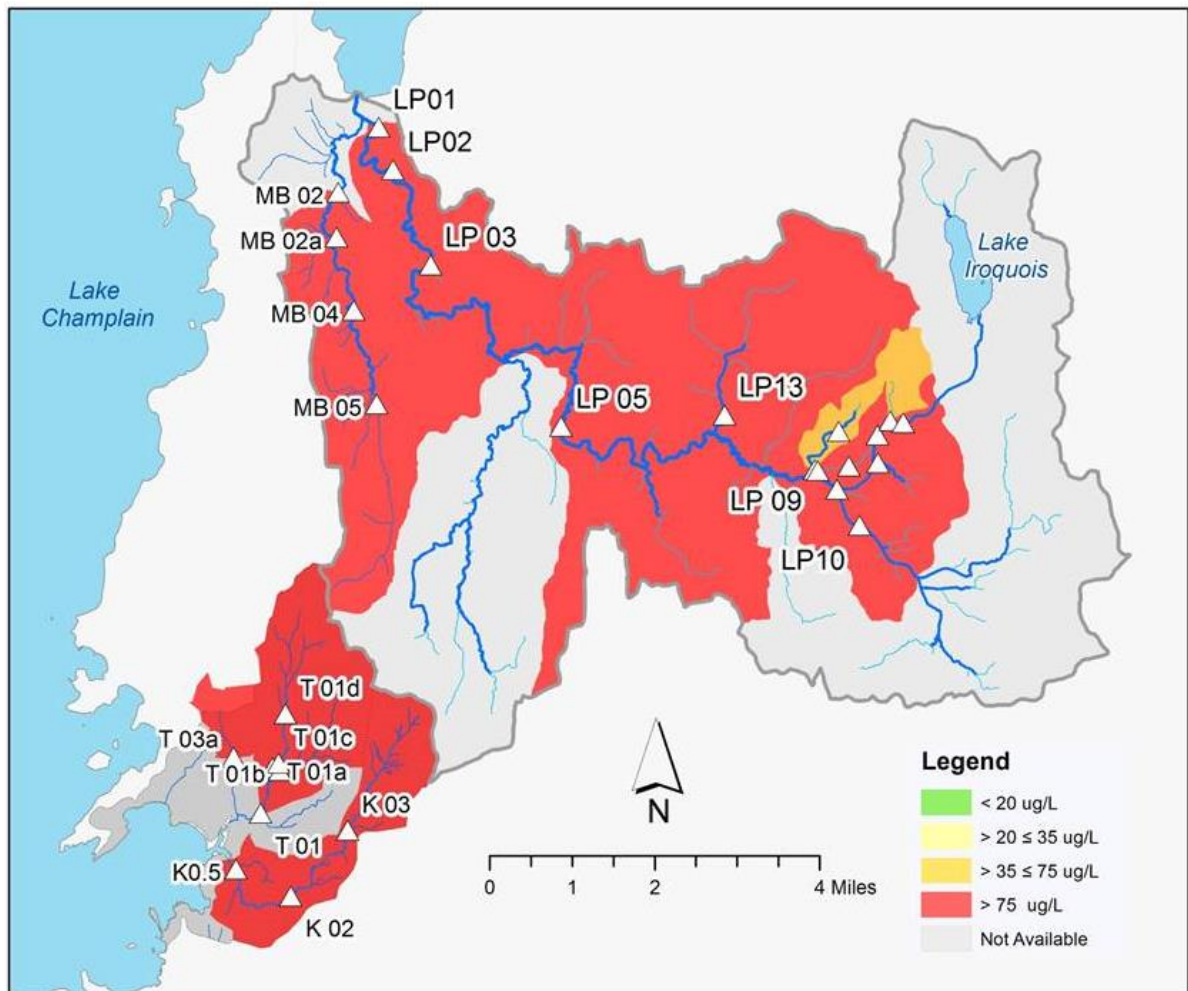 LP01
LP02
MB 02
MB 02a
LP 03
Lake
Iroquois
Lake
Champlain
MB 04
MB 05
LP 05
LP13
LP 09
LP10
T 01d
T 03a
T 01c
T 01b
T 01a
K 03
T 01
K0.5
K 02
N
0 1 2 4 Miles
Legend
< 20 ug/L
> 20 ≤ 35 ug/L
> 35 ≤ 75 ug/L
> 75 ug/L
Not Available